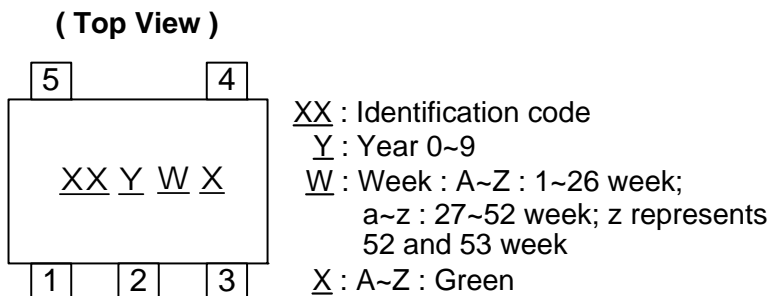 ( Top View )
5 4
XX Y W X
1 2 3
XX : Identification code
Y : Year 0~9
W : Week : A~Z : 1~26 week;
a~z : 27~52 week; z represents
52 and 53 week
X : A~Z : Green